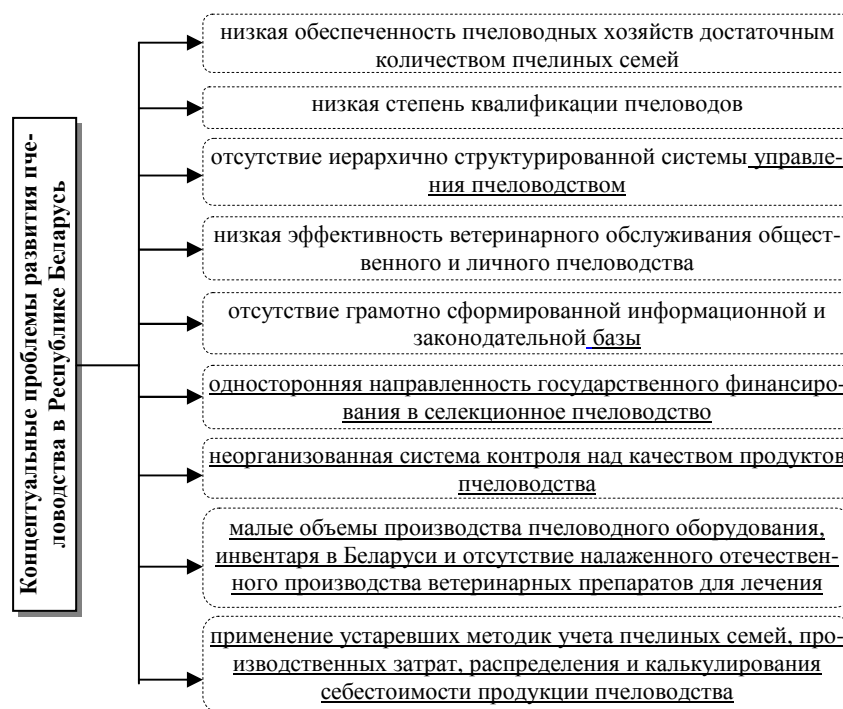 Концептуальные проблемы развития пче-
ловодства в Республике Беларусь
низкая обеспеченность пчеловодных хозяйств достаточным
количеством пчелиных семей
низкая степень квалификации пчеловодов
отсутствие иерархично структурированной системы управле-
ния пчеловодством
низкая эффективность ветеринарного обслуживания общест-
венного и личного пчеловодства
отсутствие грамотно сформированной информационной и
законодательной базы
односторонняя направленность государственного финансиро-
вания в селекционное пчеловодство
неорганизованная система контроля над качеством продуктов
пчеловодства
малые объемы производства пчеловодного оборудования,
инвентаря в Беларуси и отсутствие налаженного отечествен-
ного производства ветеринарных препаратов для лечения
применение устаревших методик учета пчелиных семей, про-
изводственных затрат, распределения и калькулирования
себестоимости продукции пчеловодства